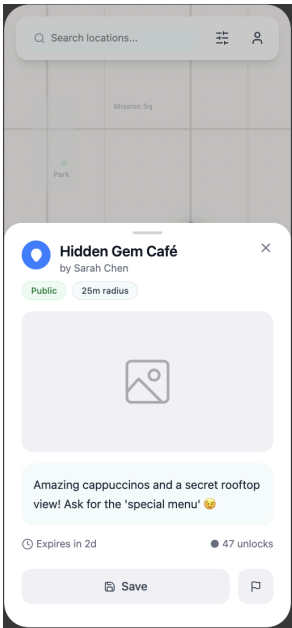 Search locations...
Mission Sq
Park
Hidden Gem Café
by Sarah Chen
Public
25m radius
Amazing cappuccinos and a secret rooftop
view! Ask for the 'special menu' 😉
Expires in 2d
47 unlocks
Save